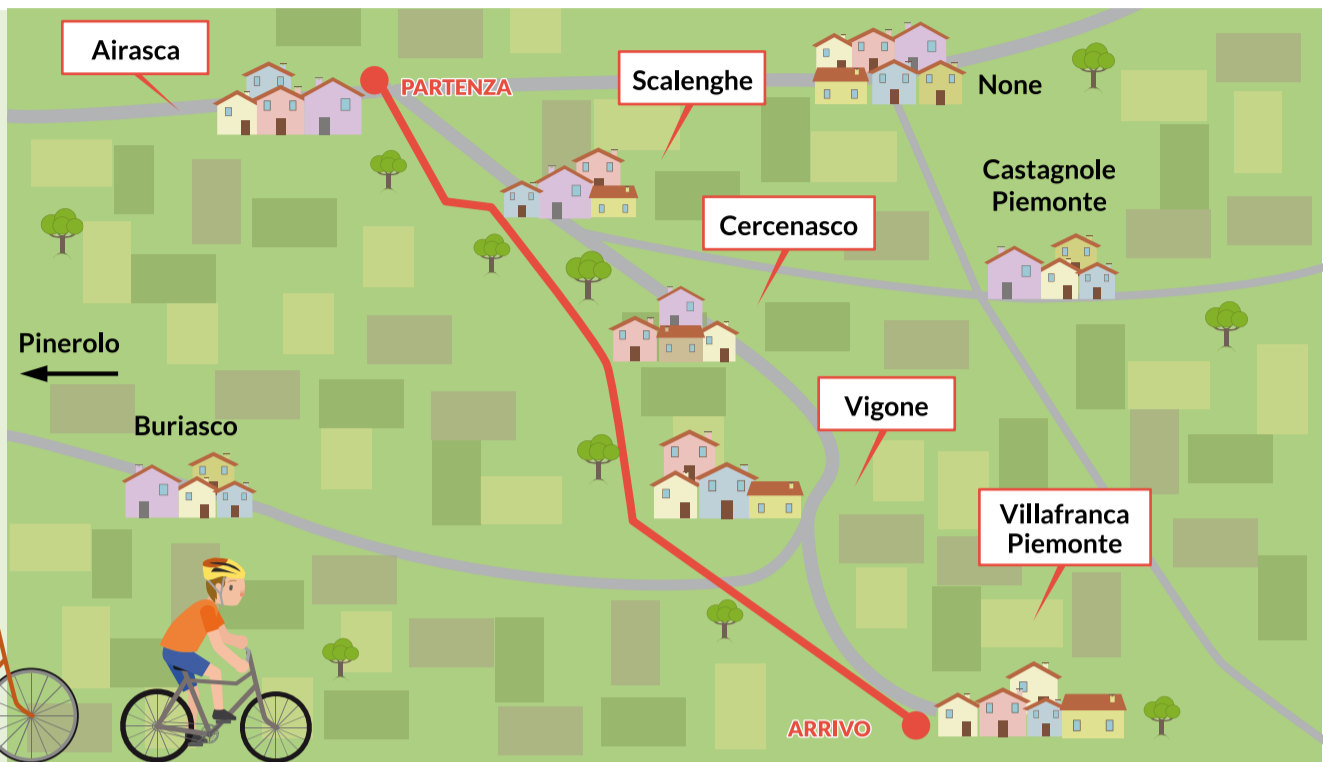 Airasca
PARTENZA
Scalenghe
None
Castagnole
Piemonte
Cercenasco
Pinerolo
Buriasco
Vigone
Villafranca
Piemonte
ARRIVO